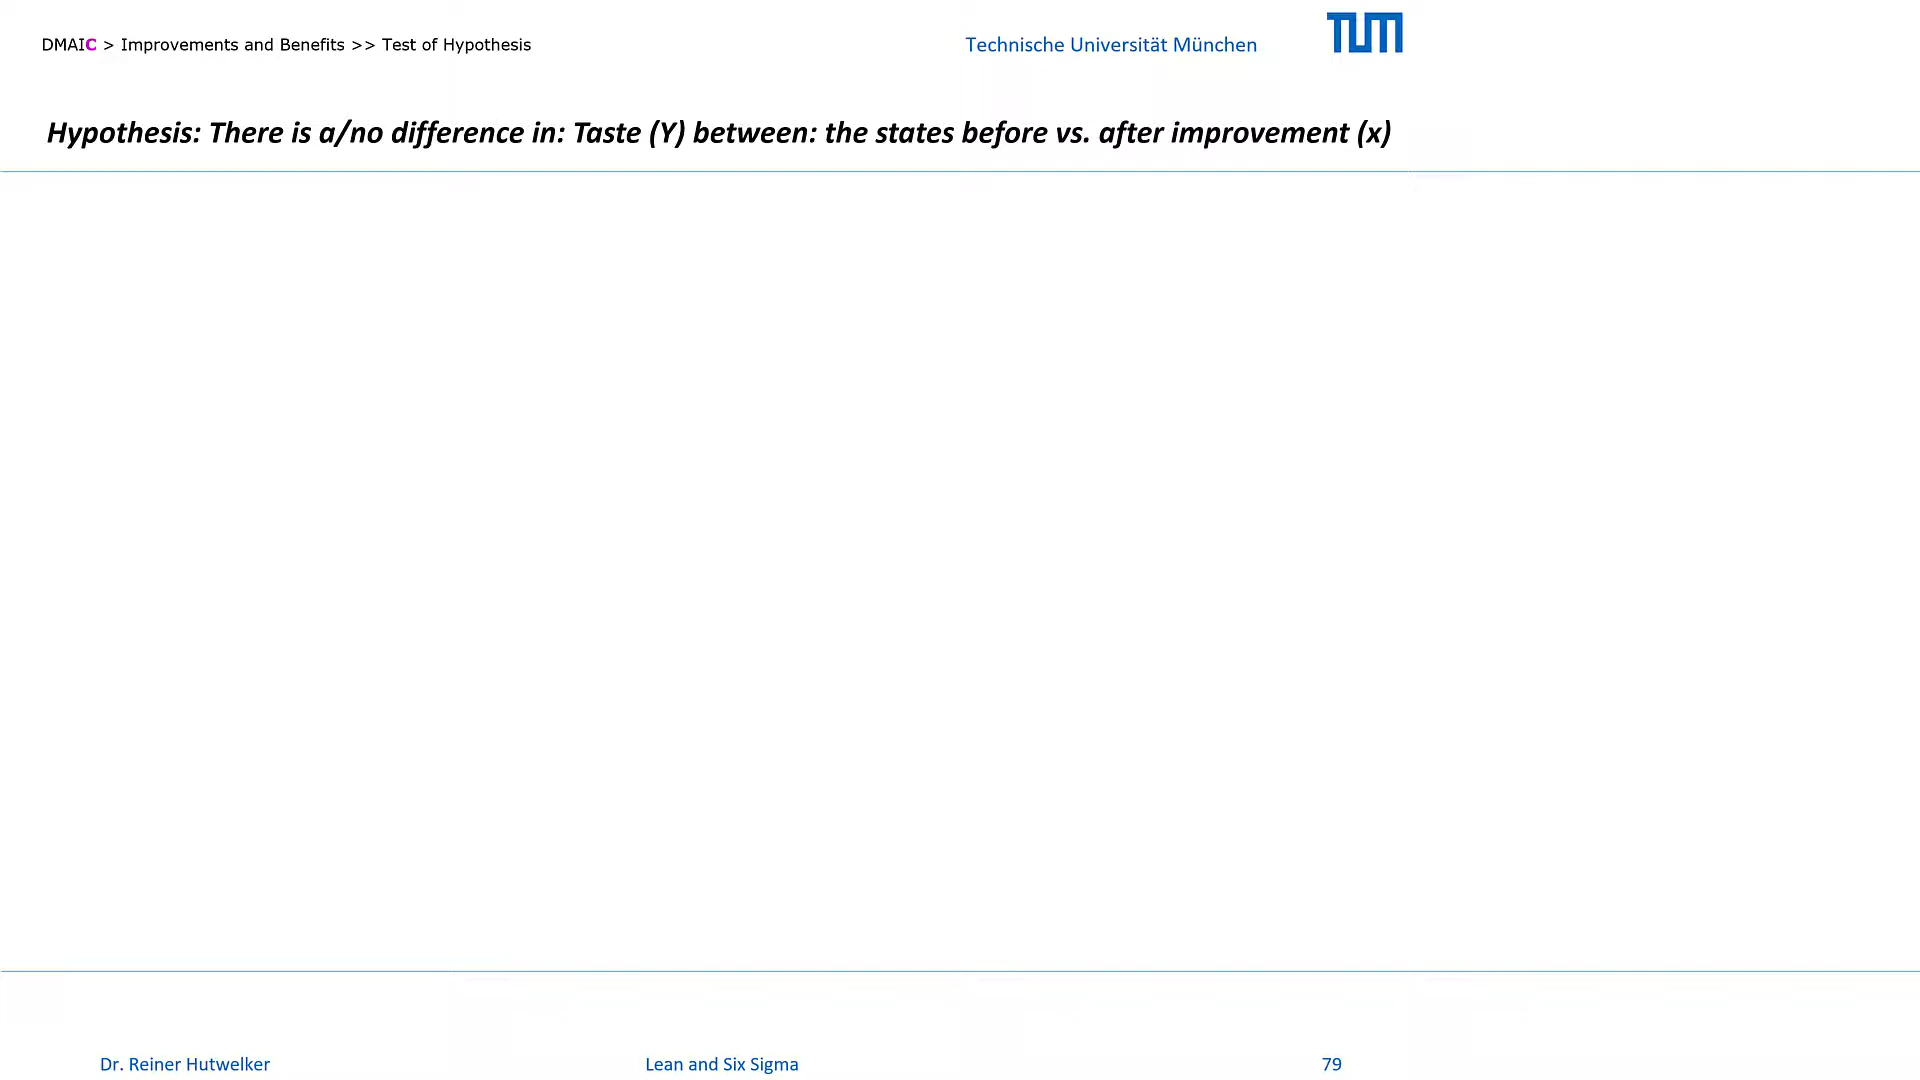 DMAIC > Improvements and Benefits >> Test of Hypothesis
Technische Universität München
TUM
Hypothesis: There is a/no difference in: Taste (Y) between: the states before vs. after improvement (x)
Dr. Reiner Hutwelker
Lean and Six Sigma
79